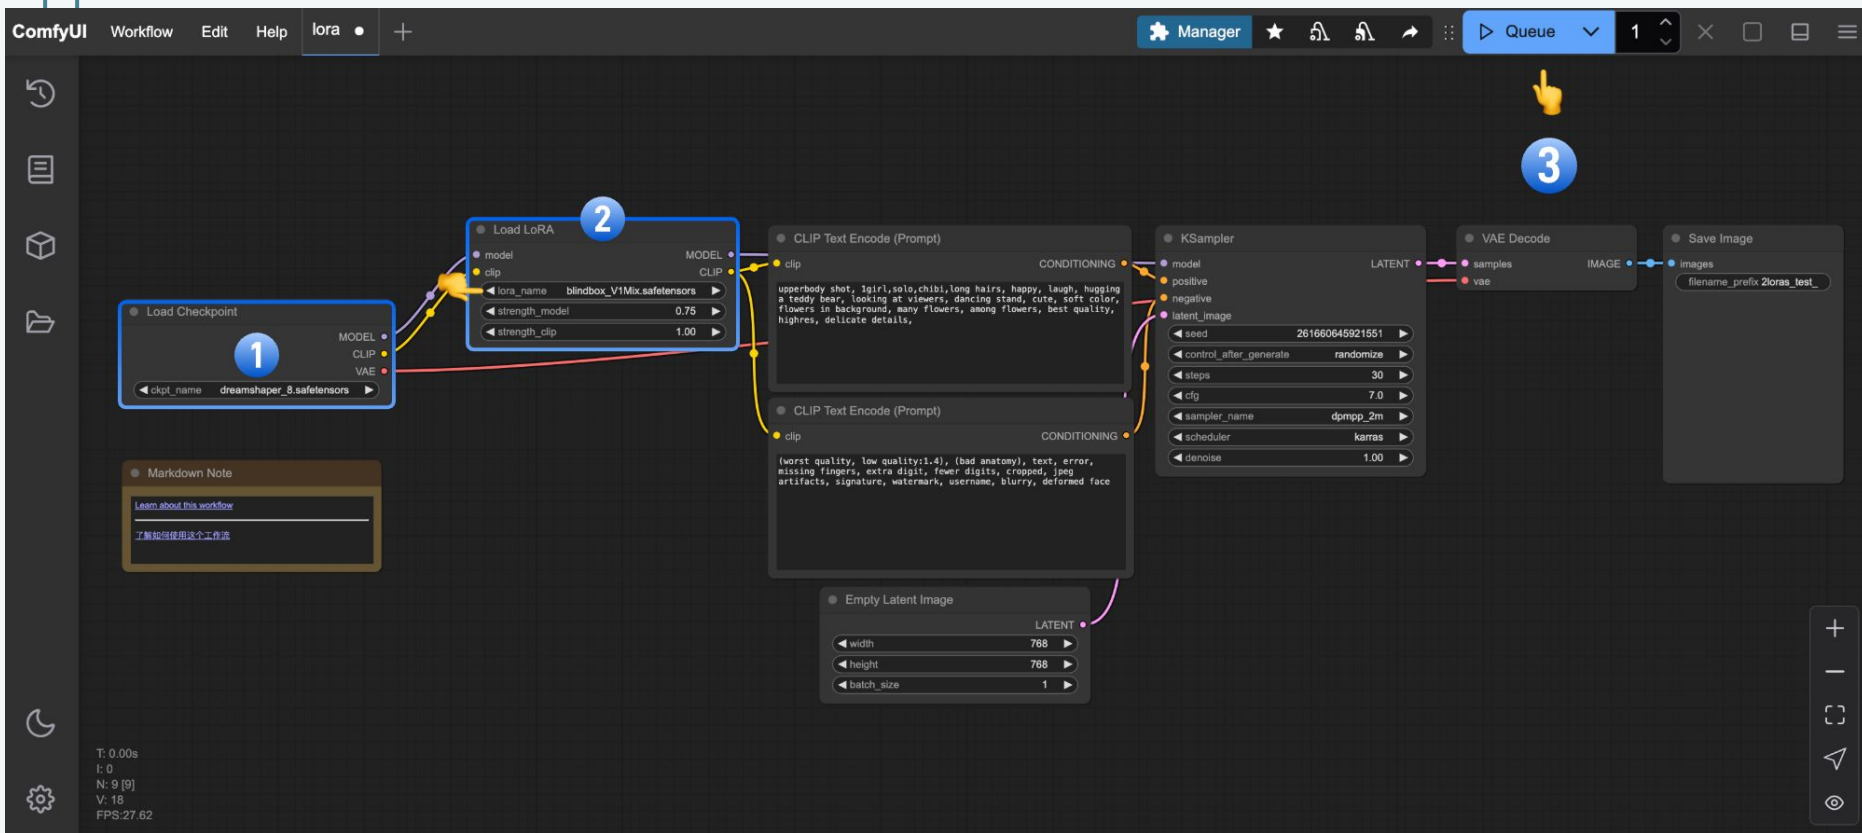 ComfyUI Workflow Edit Help lora Manager Queue 1
3
2
Load LoRA
model MODEL
clip CLIP
lora_name blindbox_V1Mix.safetensors
strength_model 0.75
strength_clip 1.00
Load Checkpoint
1
MODEL
CLIP
VAE
ckpt_name dreamshaper_8.safetensors
Markdown Note
Learn about this workflow
了解如何使用这个工作流
CLIP Text Encode (Prompt)
clip CONDITIONING
upperbody shot, 1girl,solo,chibi,long hairs, happy, laugh, hugging
a teddy bear, looking at viewers, dancing stand, cute, soft color,
flowers in background, many flowers, among flowers, best quality,
highres, delicate details,
CLIP Text Encode (Prompt)
clip CONDITIONING
(worst quality, low quality:1.4), (bad anatomy), text, error,
missing fingers, extra digit, fewer digits, cropped, jpeg
artifacts, signature, watermark, username, blurry, deformed face
Empty Latent Image
LATENT
width 768
height 768
batch_size 1
KSampler
model LATENT
positive
negative
latent_image
seed 261660645921551
control_after_generate randomize
steps 30
cfg 7.0
sampler_name dpmpp_2m
scheduler karras
denoise 1.00
VAE Decode
samples IMAGE
vae
Save Image
images
filename_prefix 2loras_test_
T: 0.00s
I: 0
N: 9 [9]
V: 18
FPS:27.62